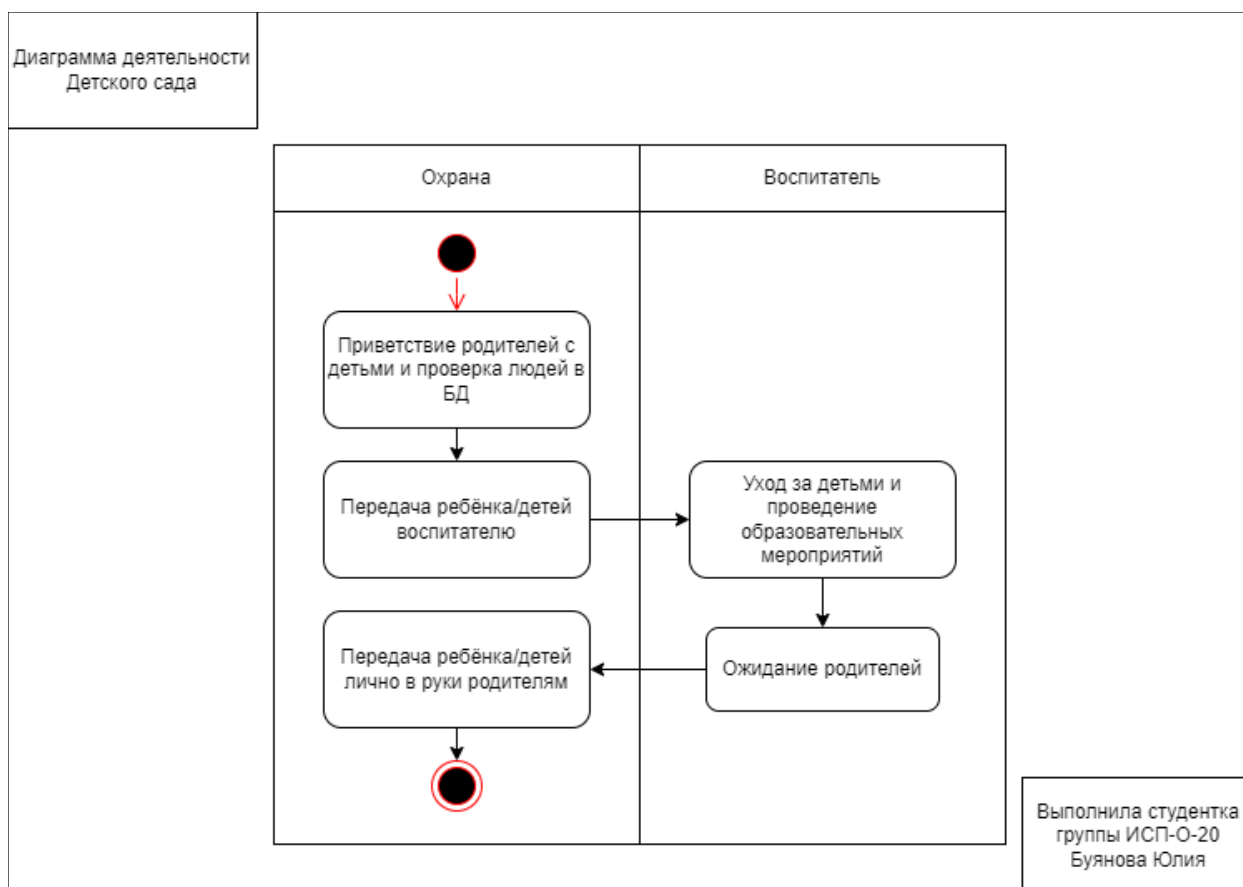 Диаграмма деятельности
Детского сада
Охрана
Воспитатель
Приветствие родителей с
детьми и проверка людей в
БД
Передача ребёнка/детей
воспитателю
Уход за детьми и
проведение
образовательных
мероприятий
Передача ребёнка/детей
лично в руки родителям
Ожидание родителей
Выполнила студентка
группы ИСП-О-20
Буянова Юлия